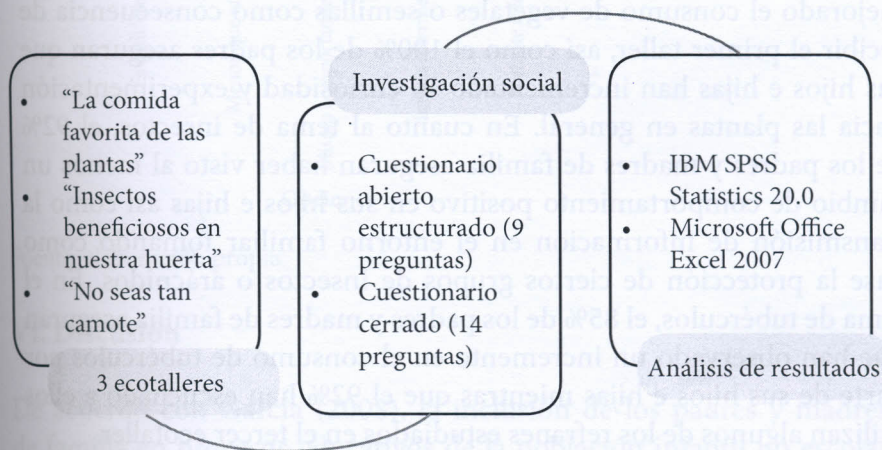 • “La comida
favorita de las
plantas”
• “Insectos
beneficiosos en
nuestra huerta”
• “No seas tan
camote”
3 ecotalleres
Investigación social
• Cuestionario
abierto
estructurado (9
preguntas)
• Cuestionario
cerrado (14
preguntas)
• IBM SPSS
Statistics 20.0
• Microsoft Office
Excel 2007
Análisis de resultados